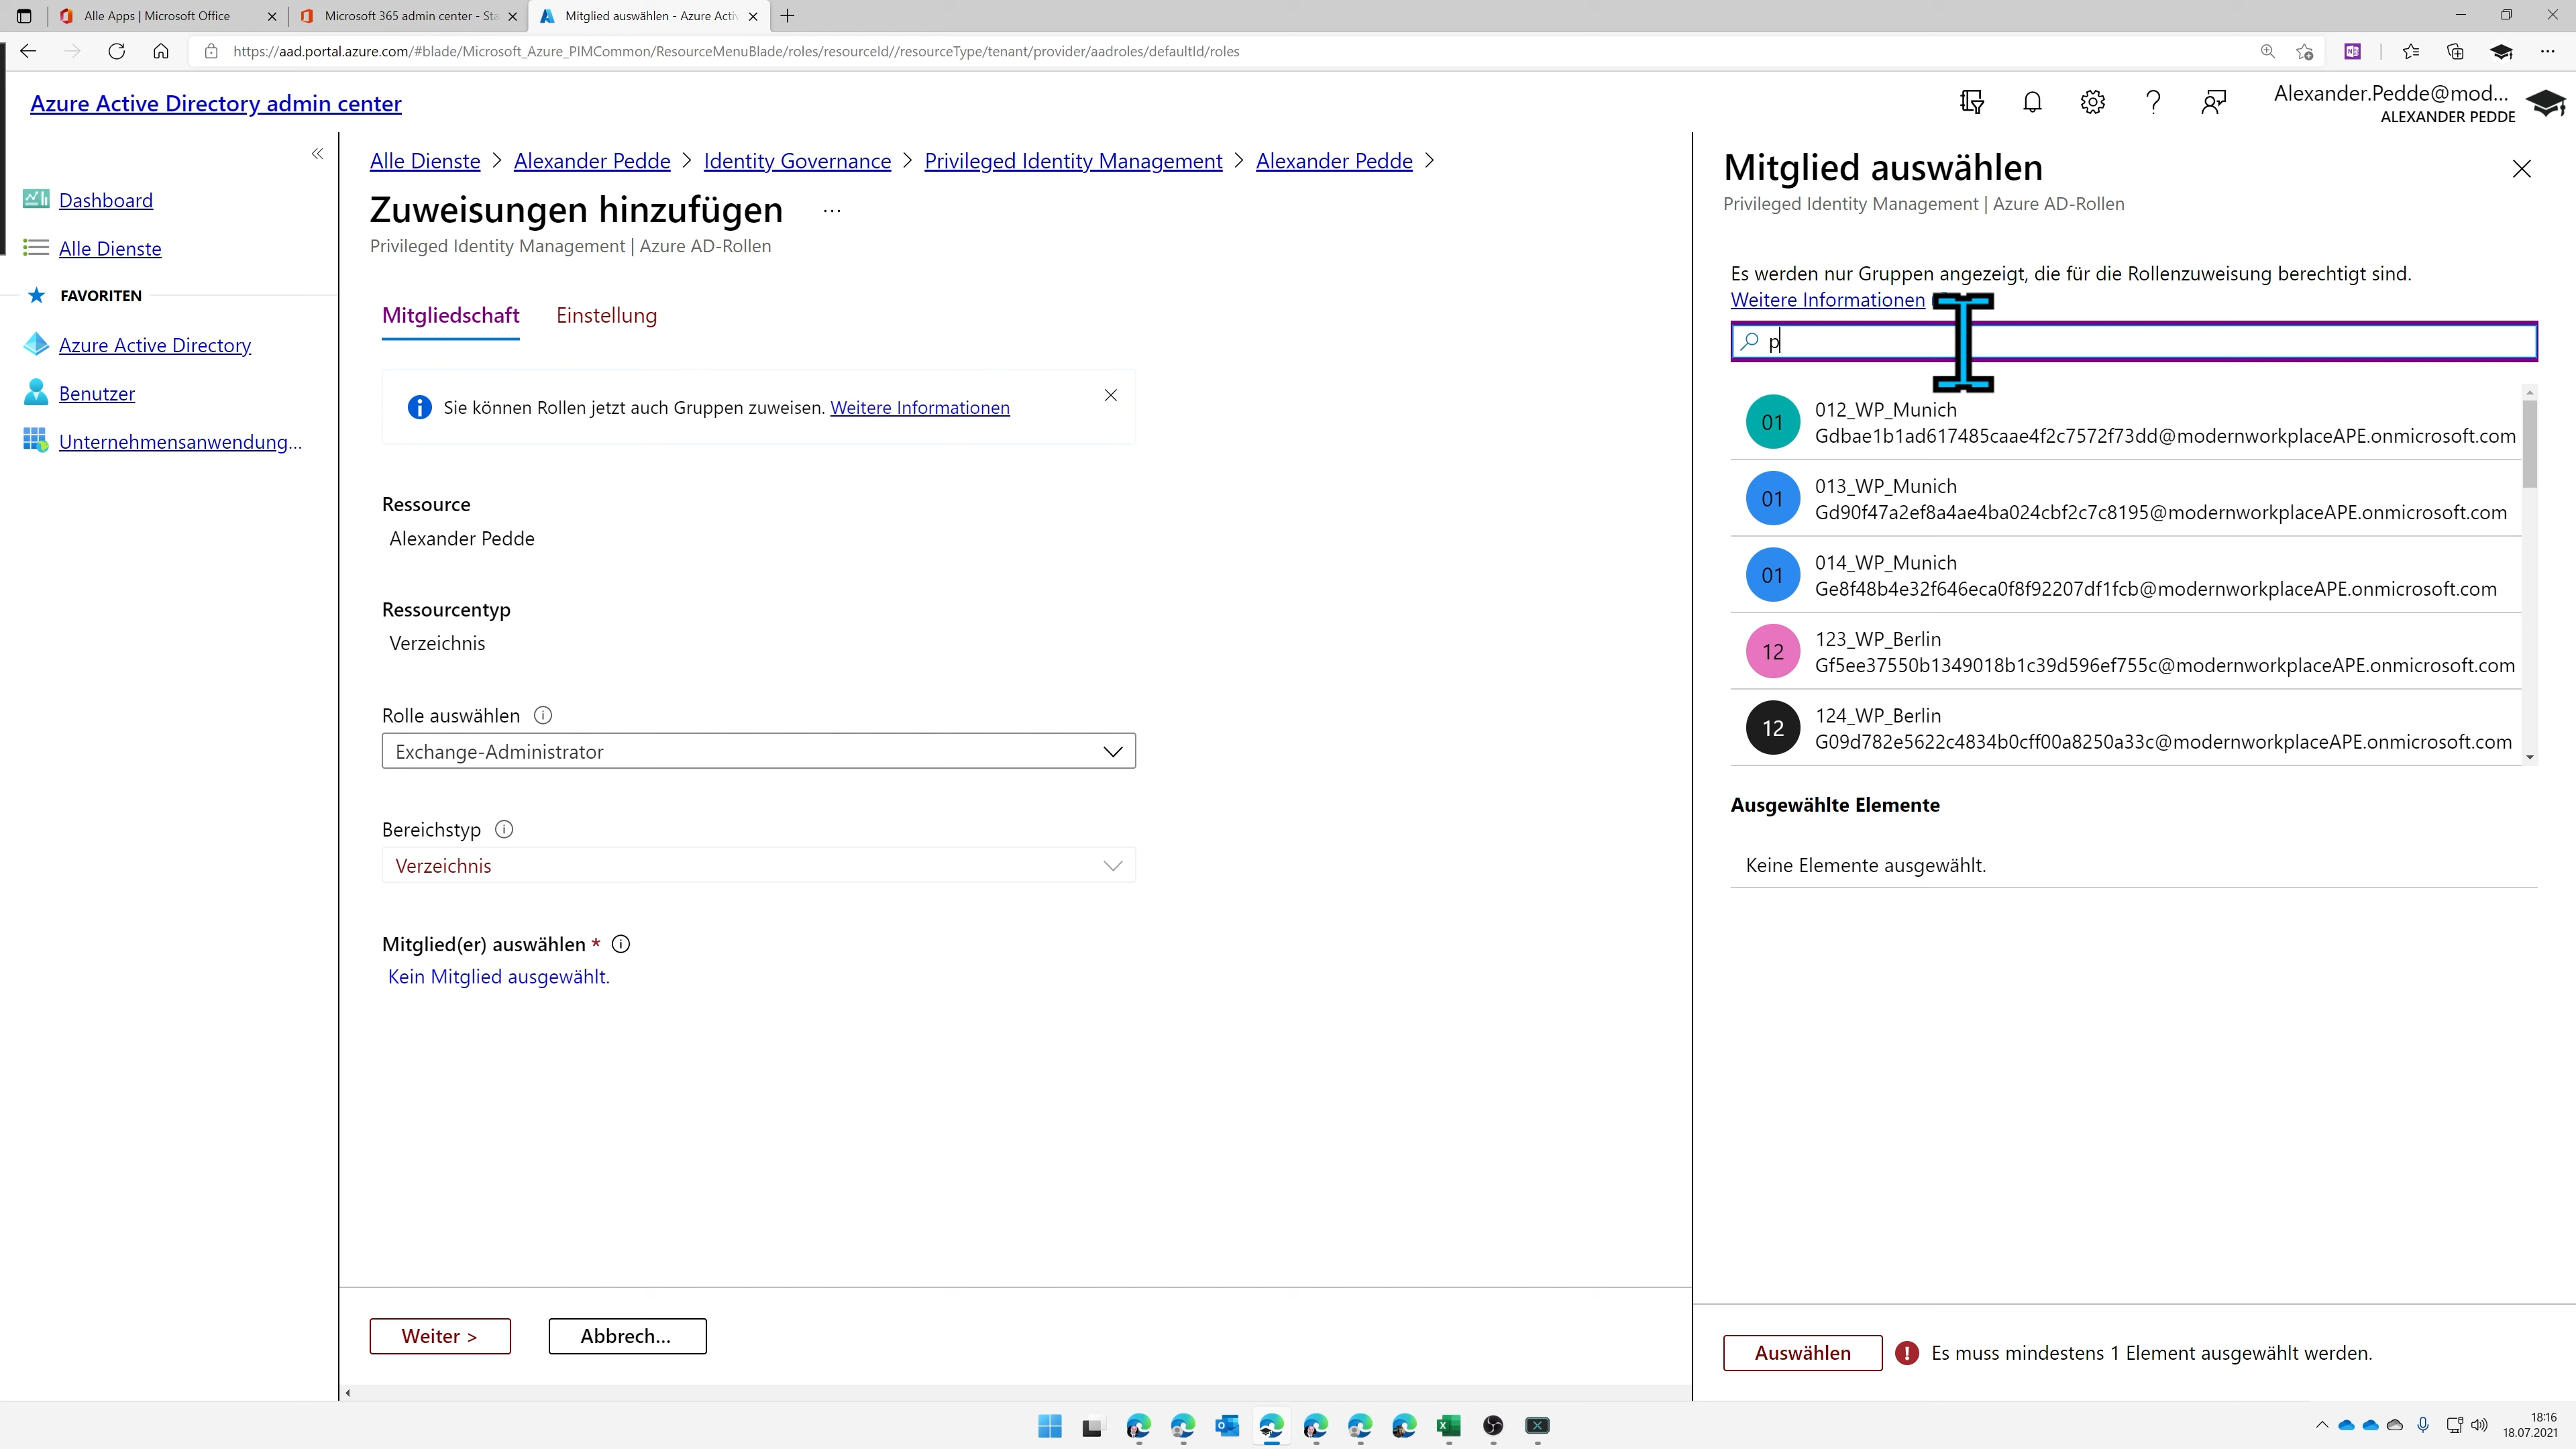 Alle Apps | Microsoft Office
Microsoft 365 admin center - Sta
Mitglied auswählen - Azure Activ
https://aad.portal.azure.com/#blade/Microsoft_Azure_PIMCommon/ResourceMenuBlade/roles/resourceId//resourceType/tenant/provider/aadroles/defaultId/roles
Azure Active Directory admin center
Alexander.Pedde@mod...
ALEXANDER PEDDE
Dashboard
Alle Dienste
FAVORITEN
Azure Active Directory
Benutzer
Unternehmensanwendung...
Alle Dienste > Alexander Pedde > Identity Governance > Privileged Identity Management > Alexander Pedde >
Zuweisungen hinzufügen ...
Privileged Identity Management | Azure AD-Rollen
Mitgliedschaft Einstellung
Sie können Rollen jetzt auch Gruppen zuweisen. Weitere Informationen
Ressource
Alexander Pedde
Ressourcentyp
Verzeichnis
Rolle auswählen
Exchange-Administrator
Bereichstyp
Verzeichnis
Mitglied(er) auswählen *
Kein Mitglied ausgewählt.
Weiter > Abbrech...
Mitglied auswählen
Privileged Identity Management | Azure AD-Rollen
Es werden nur Gruppen angezeigt, die für die Rollenzuweisung berechtigt sind.
Weitere Informationen
p
01 012_WP_Munich
Gdbae1b1ad617485caae4f2c7572f73dd@modernworkplaceAPE.onmicrosoft.com
01 013_WP_Munich
Gd90f47a2ef8a4ae4ba024cbf2c7c8195@modernworkplaceAPE.onmicrosoft.com
01 014_WP_Munich
Ge8f48b4e32f646eca0f8f92207df1fcb@modernworkplaceAPE.onmicrosoft.com
12 123_WP_Berlin
Gf5ee37550b1349018b1c39d596ef755c@modernworkplaceAPE.onmicrosoft.com
12 124_WP_Berlin
G09d782e5622c4834b0cff00a8250a33c@modernworkplaceAPE.onmicrosoft.com
Ausgewählte Elemente
Keine Elemente ausgewählt.
Auswählen Es muss mindestens 1 Element ausgewählt werden.
18:16
18.07.2021